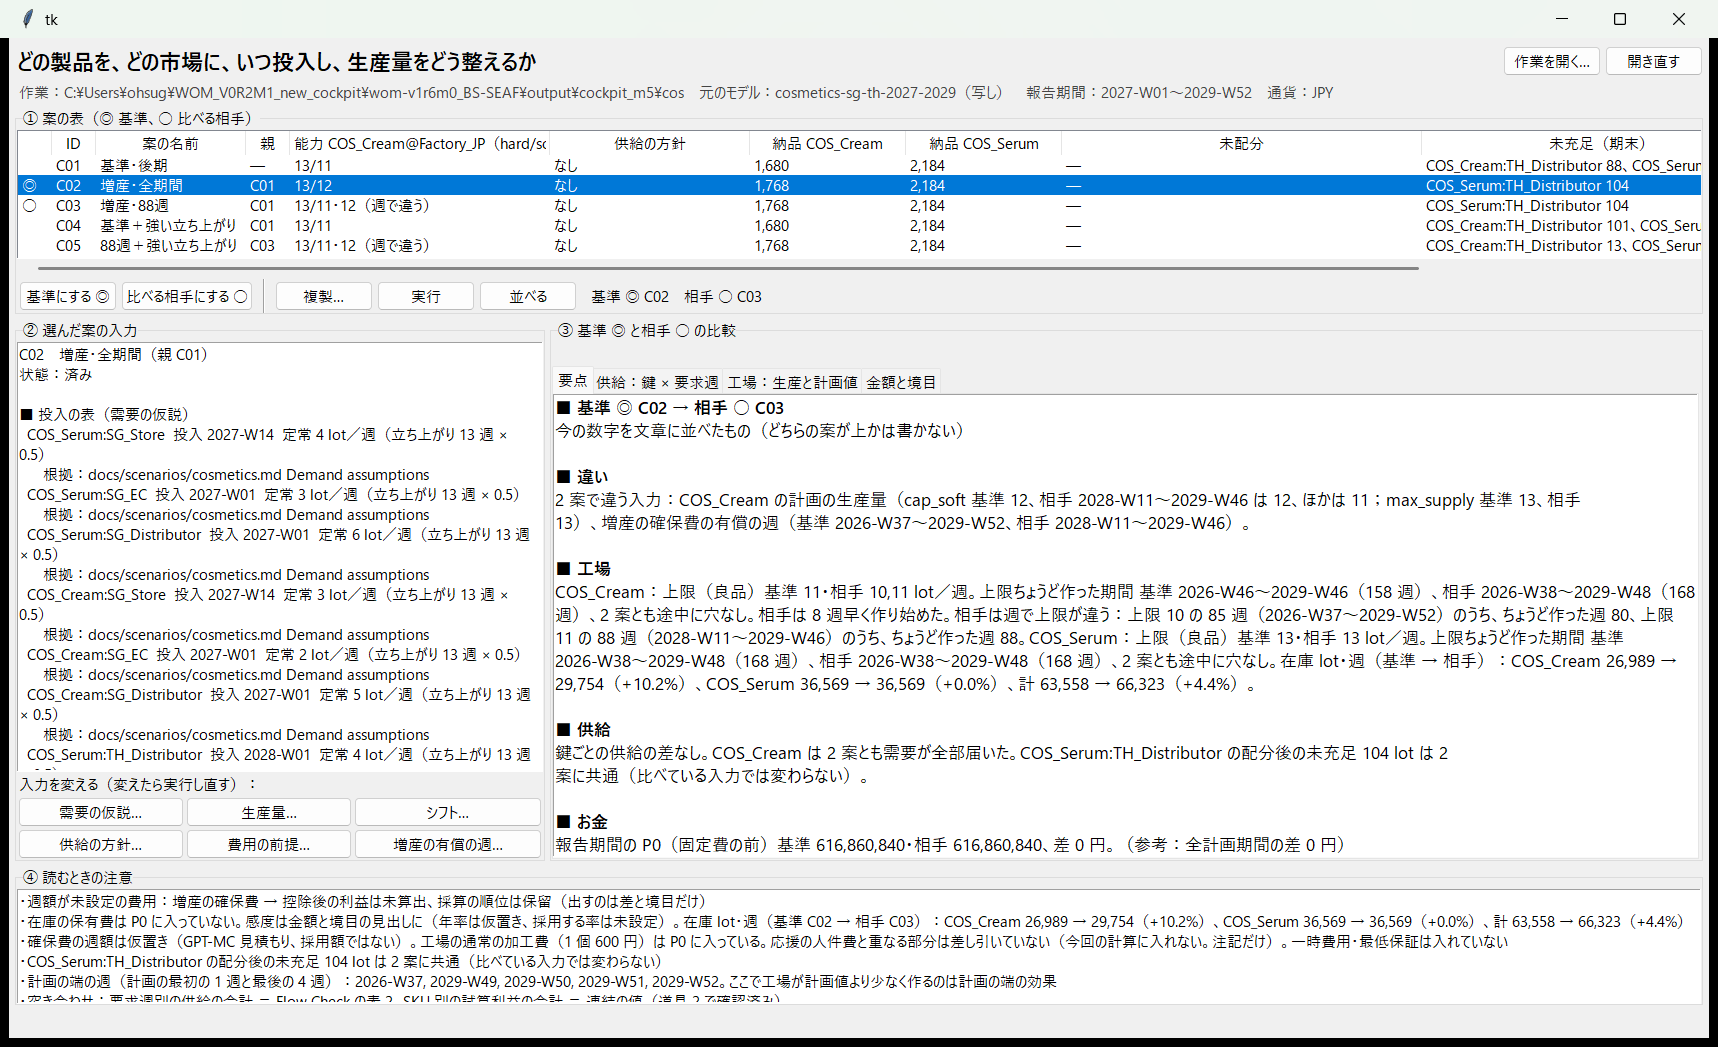 tk
どの製品を、どの市場に、いつ投入し、生産量をどう整えるか
作業を開く...
開き直す
作業：C:¥Users¥ohsug¥WOM_V0R2M1_new_cockpit¥wom-v1r6m0_BS-SEAF¥output¥cockpit_m5¥cos 元のモデル：cosmetics-sg-th-2027-2029（写し） 報告期間：2027-W01～2029-W52 通貨：JPY
① 案の表（◎ 基準、○ 比べる相手）
ID 案の名前 親 能力 COS_Cream@Factory_JP（hard/sc 供給の方針 納品 COS_Cream 納品 COS_Serum 未配分 未充足（期末）
C01 基準・後期 — 13/11 なし 1,680 2,184 — COS_Cream:TH_Distributor 88、COS_Serun
◎ C02 増産・全期間 C01 13/12 なし 1,768 2,184 — COS_Serum:TH_Distributor 104
○ C03 増産・88週 C01 13/11・12（週で違う） なし 1,768 2,184 — COS_Serum:TH_Distributor 104
C04 基準＋強い立ち上がり C01 13/11 なし 1,680 2,184 — COS_Cream:TH_Distributor 101、COS_Seru
C05 88週＋強い立ち上がり C03 13/11・12（週で違う） なし 1,768 2,184 — COS_Cream:TH_Distributor 13、COS_Serun
基準にする ◎ 比べる相手にする ○ 複製... 実行 並べる 基準 ◎ C02 相手 ○ C03
② 選んだ案の入力
C02 増産・全期間（親 C01）
状態：済み
■ 投入の表（需要の仮説）
COS_Serum:SG_Store 投入 2027-W14 定常 4 lot／週（立ち上がり 13 週 ×
0.5）
根拠：docs/scenarios/cosmetics.md Demand assumptions
COS_Serum:SG_EC 投入 2027-W01 定常 3 lot／週（立ち上がり 13 週 × 0.5）
根拠：docs/scenarios/cosmetics.md Demand assumptions
COS_Serum:SG_Distributor 投入 2027-W01 定常 6 lot／週（立ち上がり 13 週
× 0.5）
根拠：docs/scenarios/cosmetics.md Demand assumptions
COS_Cream:SG_Store 投入 2027-W14 定常 3 lot／週（立ち上がり 13 週 ×
0.5）
根拠：docs/scenarios/cosmetics.md Demand assumptions
COS_Cream:SG_EC 投入 2027-W01 定常 2 lot／週（立ち上がり 13 週 × 0.5）
根拠：docs/scenarios/cosmetics.md Demand assumptions
COS_Cream:SG_Distributor 投入 2027-W01 定常 5 lot／週（立ち上がり 13 週
× 0.5）
根拠：docs/scenarios/cosmetics.md Demand assumptions
COS_Serum:TH_Distributor 投入 2028-W01 定常 4 lot／週（立ち上がり 13 週
入力を変える（変えたら実行し直す）：
需要の仮説... 生産量... シフト...
供給の方針... 費用の前提... 増産の有償の週...
③ 基準 ◎ と相手 ○ の比較
要点 供給：鍵 × 要求週 工場：生産と計画値 金額と境目
■ 基準 ◎ C02 → 相手 ○ C03
今の数字を文章に並べたもの（どちらの案が上かは書かない）
■ 違い
2 案で違う入力：COS_Cream の計画の生産量（cap_soft 基準 12、相手 2028-W11～2029-W46 は 12、ほかは 11；max_supply 基準 13、相手
13）、増産の確保費の有償の週（基準 2026-W37～2029-W52、相手 2028-W11～2029-W46）。
■ 工場
COS_Cream：上限（良品）基準 11・相手 10,11 lot／週。上限ちょうど作った期間 基準 2026-W46～2029-W46（158 週）、相手 2026-W38～2029-W48（168
週）、2 案とも途中に穴なし。相手は 8 週早く作り始めた。相手は週で上限が違う：上限 10 の 85 週（2026-W37～2029-W52）のうち、ちょうど作った週 80、上限
11 の 88 週（2028-W11～2029-W46）のうち、ちょうど作った週 88。COS_Serum：上限（良品）基準 13・相手 13 lot／週。上限ちょうど作った期間 基準
2026-W38～2029-W48（168 週）、相手 2026-W38～2029-W48（168 週）、2 案とも途中に穴なし。在庫 lot・週（基準 → 相手）：COS_Cream 26,989 →
29,754（+10.2%）、COS_Serum 36,569 → 36,569（+0.0%）、計 63,558 → 66,323（+4.4%）。
■ 供給
鍵ごとの供給の差なし。COS_Cream は 2 案とも需要が全部届いた。COS_Serum:TH_Distributor の配分後の未充足 104 lot は 2
案に共通（比べている入力では変わらない）。
■ お金
報告期間の P0（固定費の前）基準 616,860,840・相手 616,860,840、差 0 円。（参考：全計画期間の差 0 円）
④ 読むときの注意
・週額が未設定の費用：増産の確保費 → 控除後の利益は未算出、採算の順位は保留（出すのは差と境目だけ）
・在庫の保有費は P0 に入っていない。感度は金額と境目の見出しに（年率は仮置き、採用する率は未設定）。在庫 lot・週（基準 C02 → 相手 C03）：COS_Cream 26,989 → 29,754（+10.2%）、COS_Serum 36,569 → 36,569（+0.0%）、計 63,558 → 66,323（+4.4%）
・確保費の週額は仮置き（GPT-MC 見積もり、採用額ではない）。工場の通常の加工費（1 個 600 円）は P0 に入っている。応援の人件費と重なる部分は差し引いていない（今回の計算に入れない。注記だけ）。一時費用・最低保証は入れていない
・COS_Serum:TH_Distributor の配分後の未充足 104 lot は 2 案に共通（比べている入力では変わらない）
・計画の端の週（計画の最初の 1 週と最後の 4 週）：2026-W37, 2029-W49, 2029-W50, 2029-W51, 2029-W52。ここで工場が計画値より少なく作るのは計画の端の効果
・突き合わせ：要求週別の供給の合計 ＝ Flow Check の表 2、SKU 別の試算利益の合計 ＝ 連結の値（道具 2 で確認済み）